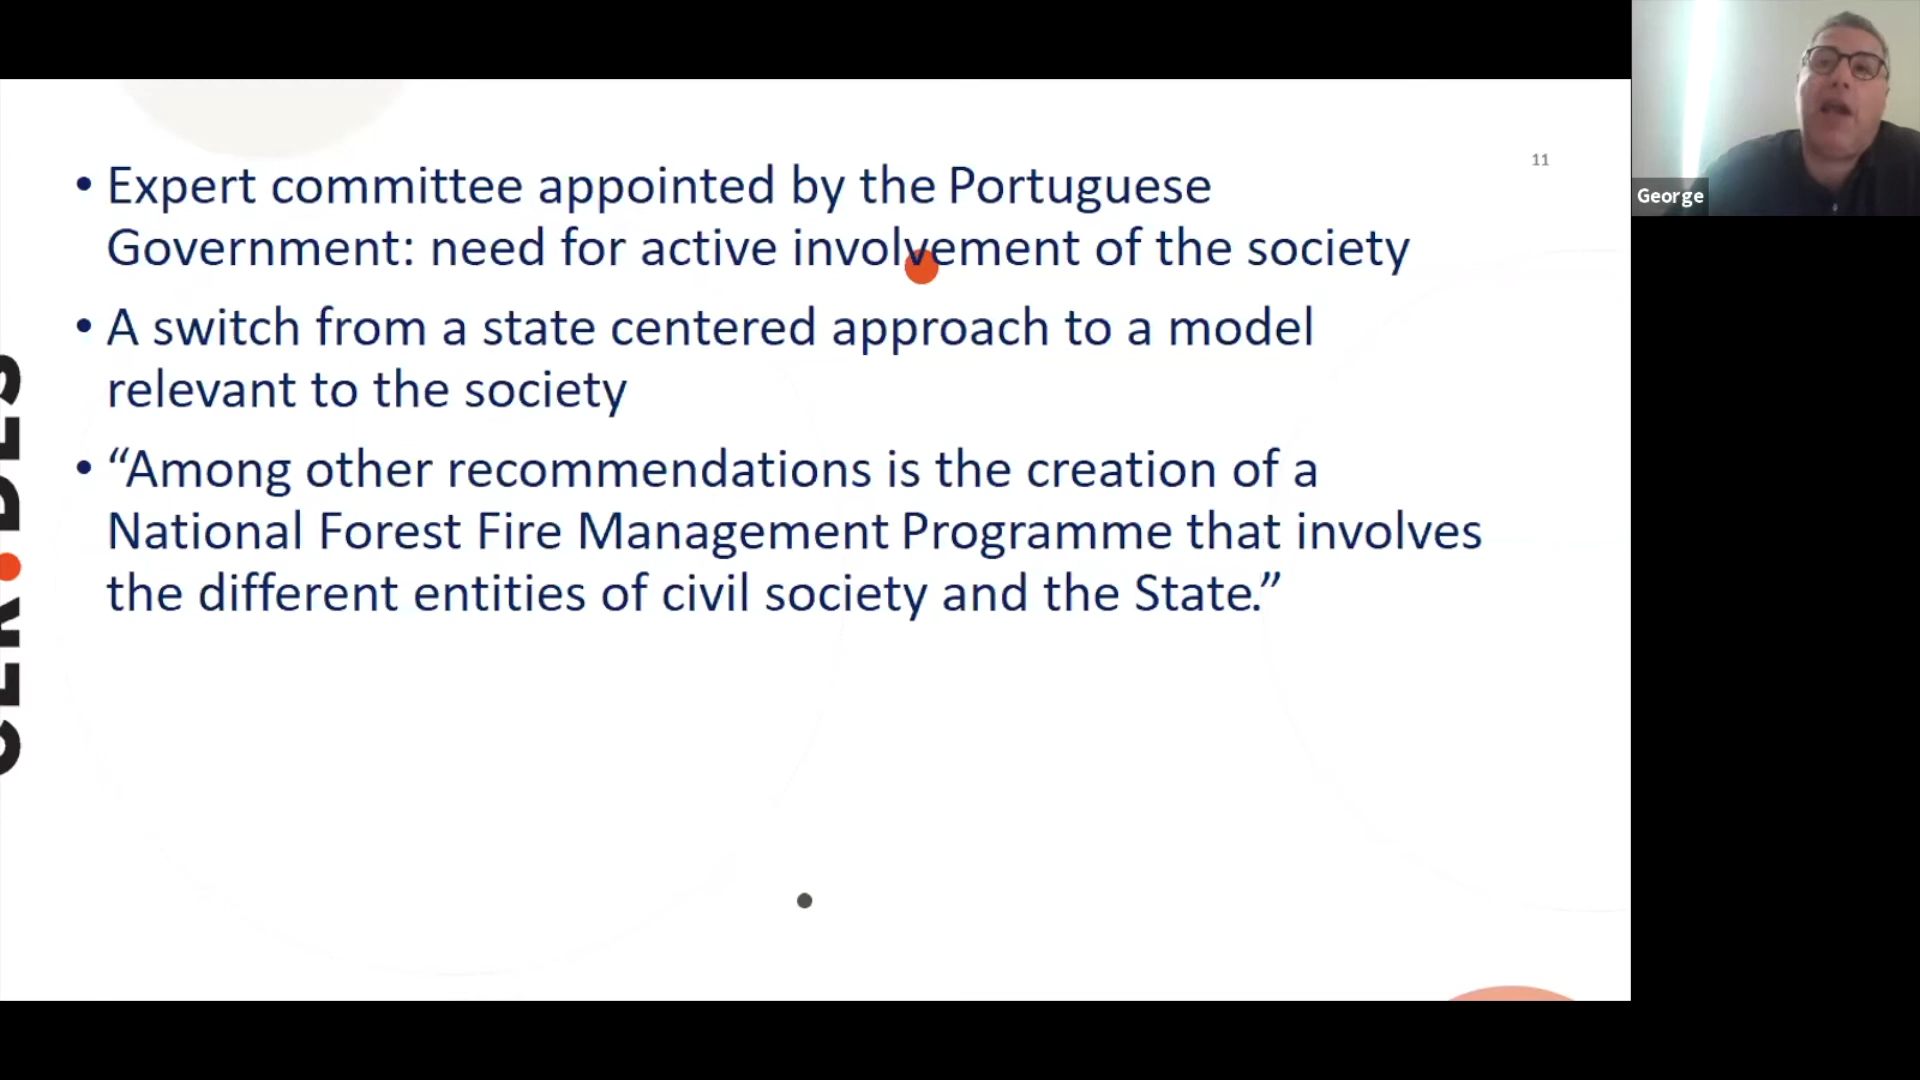 11
• Expert committee appointed by the Portuguese
Government: need for active involvement of the society
• A switch from a state centered approach to a model
relevant to the society
• “Among other recommendations is the creation of a
National Forest Fire Management Programme that involves
the different entities of civil society and the State.”
George